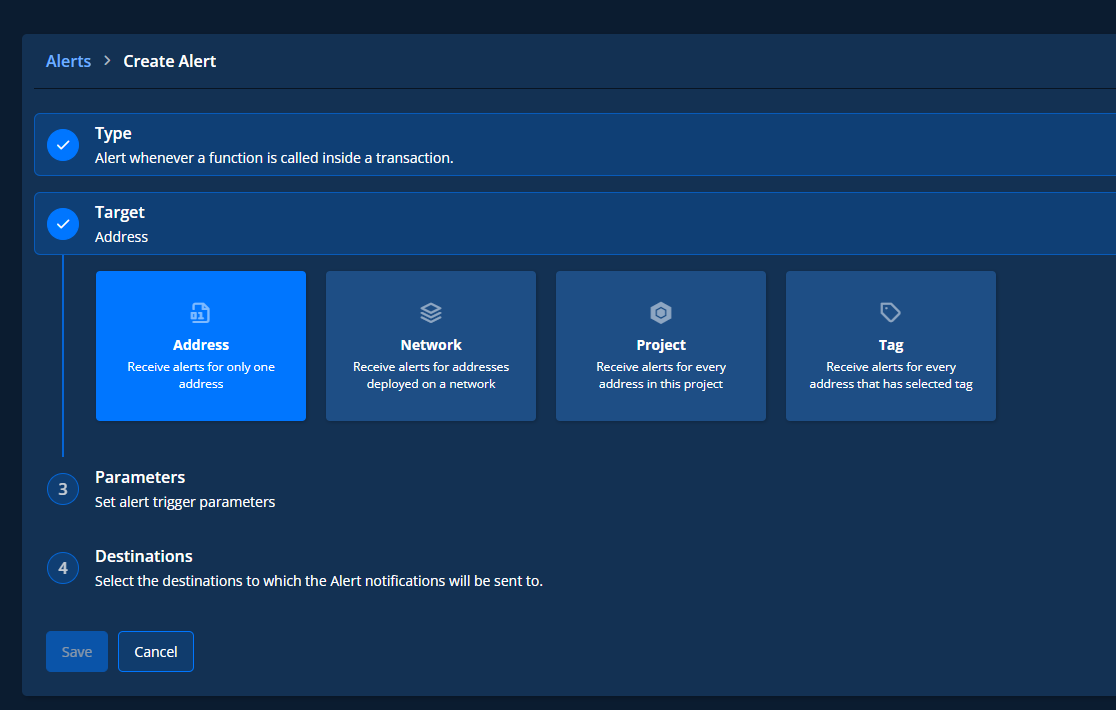 Alerts > Create Alert
Type
Alert whenever a function is called inside a transaction.
Target
Address
Address
Receive alerts for only one
address
Network
Receive alerts for addresses
deployed on a network
Project
Receive alerts for every
address in this project
Tag
Receive alerts for every
address that has selected tag
3
Parameters
Set alert trigger parameters
4
Destinations
Select the destinations to which the Alert notifications will be sent to.
Save
Cancel